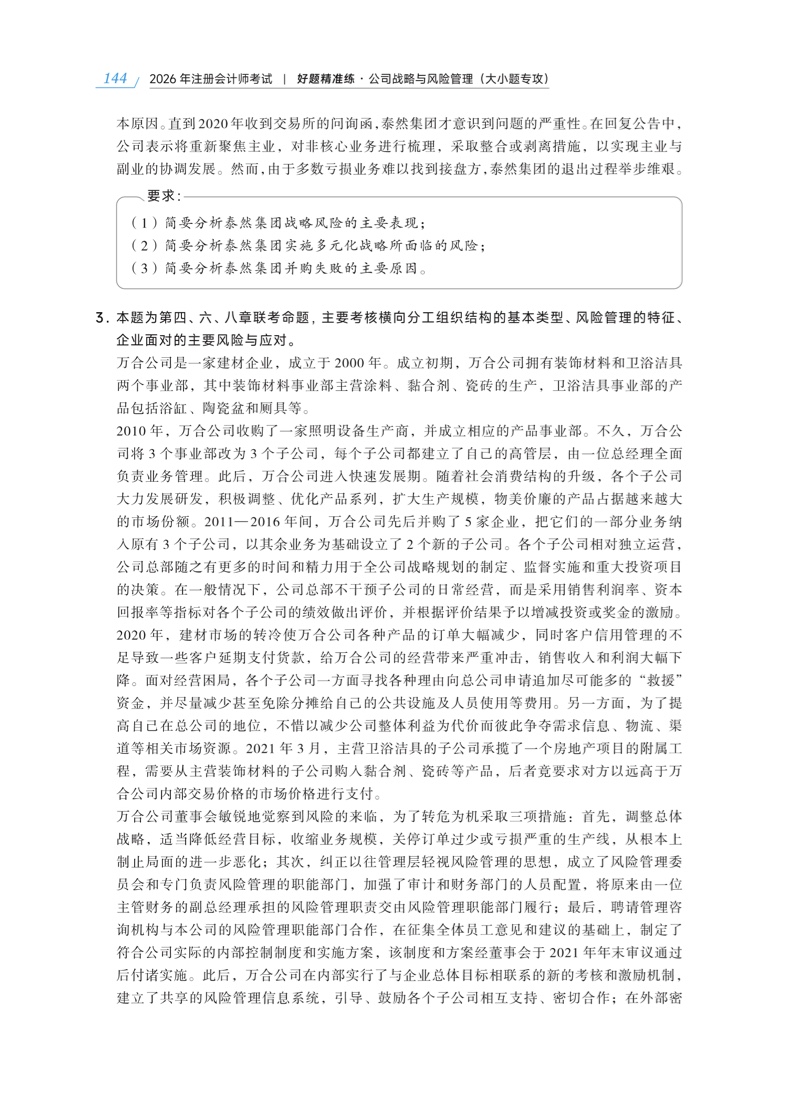 144 2026 年注册会计师考试 | 好题精准练·公司战略与风险管理（大小题专攻）
本原因。直到 2020 年收到交易所的问询函，泰然集团才意识到问题的严重性。在回复公告中，
公司表示将重新聚焦主业，对非核心业务进行梳理，采取整合或剥离措施，以实现主业与
副业的协调发展。然而，由于多数亏损业务难以找到接盘方，泰然集团的退出过程举步维艰。
要求：
（1）简要分析泰然集团战略风险的主要表现；
（2）简要分析泰然集团实施多元化战略所面临的风险；
（3）简要分析泰然集团并购失败的主要原因。
3. 本题为第四、六、八章联考命题，主要考核横向分工组织结构的基本类型、风险管理的特征、
企业面对的主要风险与应对。
万合公司是一家建材企业，成立于 2000 年。成立初期，万合公司拥有装饰材料和卫浴洁具
两个事业部，其中装饰材料事业部主营涂料、黏合剂、瓷砖的生产，卫浴洁具事业部的产
品包括浴缸、陶瓷盆和厕具等。
2010 年，万合公司收购了一家照明设备生产商，并成立相应的产品事业部。不久，万合公
司将 3 个事业部改为 3 个子公司，每个子公司都建立了自己的高管层，由一位总经理全面
负责业务管理。此后，万合公司进入快速发展期。随着社会消费结构的升级，各个子公司
大力发展研发，积极调整、优化产品系列，扩大生产规模，物美价廉的产品占据越来越大
的市场份额。2011—2016 年间，万合公司先后并购了 5 家企业，把它们的一部分业务纳
入原有 3 个子公司，以其余业务为基础设立了 2 个新的子公司。各个子公司相对独立运营，
公司总部随之有更多的时间和精力用于全公司战略规划的制定、监督实施和重大投资项目
的决策。在一般情况下，公司总部不干预子公司的日常经营，而是采用销售利润率、资本
回报率等指标对各个子公司的绩效做出评价，并根据评价结果予以增减投资或奖金的激励。
2020 年，建材市场的转冷使万合公司各种产品的订单大幅减少，同时客户信用管理的不
足导致一些客户延期支付货款，给万合公司的经营带来严重冲击，销售收入和利润大幅下
降。面对经营困局，各个子公司一方面寻找各种理由向总公司申请追加尽可能多的“救援”
资金，并尽量减少甚至免除分摊给自己的公共设施及人员使用等费用。另一方面，为了提
高自己在总公司的地位，不惜以减少公司整体利益为代价而彼此争夺需求信息、物流、渠
道等相关市场资源。2021 年 3 月，主营卫浴洁具的子公司承揽了一个房地产项目的附属工
程，需要从主营装饰材料的子公司购入黏合剂、瓷砖等产品，后者竟要求对方以远高于万
合公司内部交易价格的市场价格进行支付。
万合公司董事会敏锐地觉察到风险的来临，为了转危为机采取三项措施：首先，调整总体
战略，适当降低经营目标，收缩业务规模，关停订单过少或亏损严重的生产线，从根本上
制止局面的进一步恶化；其次，纠正以往管理层轻视风险管理的思想，成立了风险管理委
员会和专门负责风险管理的职能部门，加强了审计和财务部门的人员配置，将原来由一位
主管财务的副总经理承担的风险管理职责交由风险管理职能部门履行；最后，聘请管理咨
询机构与本公司的风险管理职能部门合作，在征集全体员工意见和建议的基础上，制定了
符合公司实际的内部控制制度和实施方案，该制度和方案经董事会于 2021 年年末审议通过
后付诸实施。此后，万合公司在内部实行了与企业总体目标相联系的新的考核和激励机制，
建立了共享的风险管理信息系统，引导、鼓励各个子公司相互支持、密切合作；在外部密